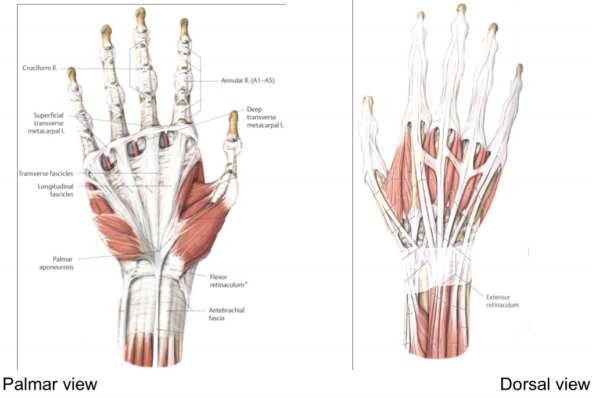 Cruciform ll.
Annular ll. (A1–A5)
Superficial
transverse
metacarpal l.
Deep
transverse
metacarpal l.
Transverse fascicles
Longitudinal
fascicles
Palmar
aponeurosis
Flexor
retinaculum*
Antebrachial
fascia
Extensor
retinaculum
Palmar view
Dorsal view